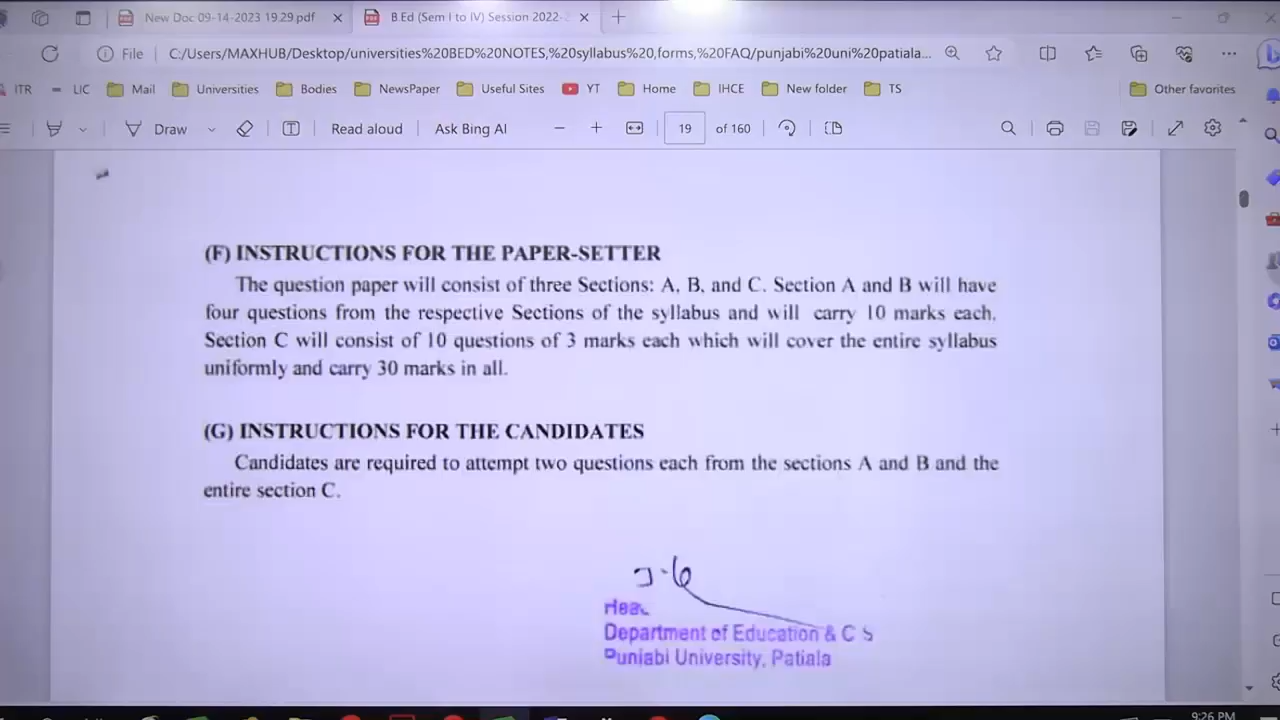 New Doc 09-14-2023 19.29.pdf
B.Ed (Sem I to IV) Session 2022-
File
C:/Users/MAXHUB/Desktop/universities%20BED%20NOTES,%20syllabus%20,forms,%20FAQ/punjabi%20uni%20patiala...
ITR LIC Mail Universities Bodies NewsPaper Useful Sites YT Home IHCE New folder TS Other favorites
Draw Read aloud Ask Bing AI 19 of 160
(F) INSTRUCTIONS FOR THE PAPER-SETTER
The question paper will consist of three Sections: A, B, and C. Section A and B will have
four questions from the respective Sections of the syllabus and will carry 10 marks each.
Section C will consist of 10 questions of 3 marks each which will cover the entire syllabus
uniformly and carry 30 marks in all.
(G) INSTRUCTIONS FOR THE CANDIDATES
Candidates are required to attempt two questions each from the sections A and B and the
entire section C.
Department of Education & C S
Punjabi University, Patiala
9:26 PM